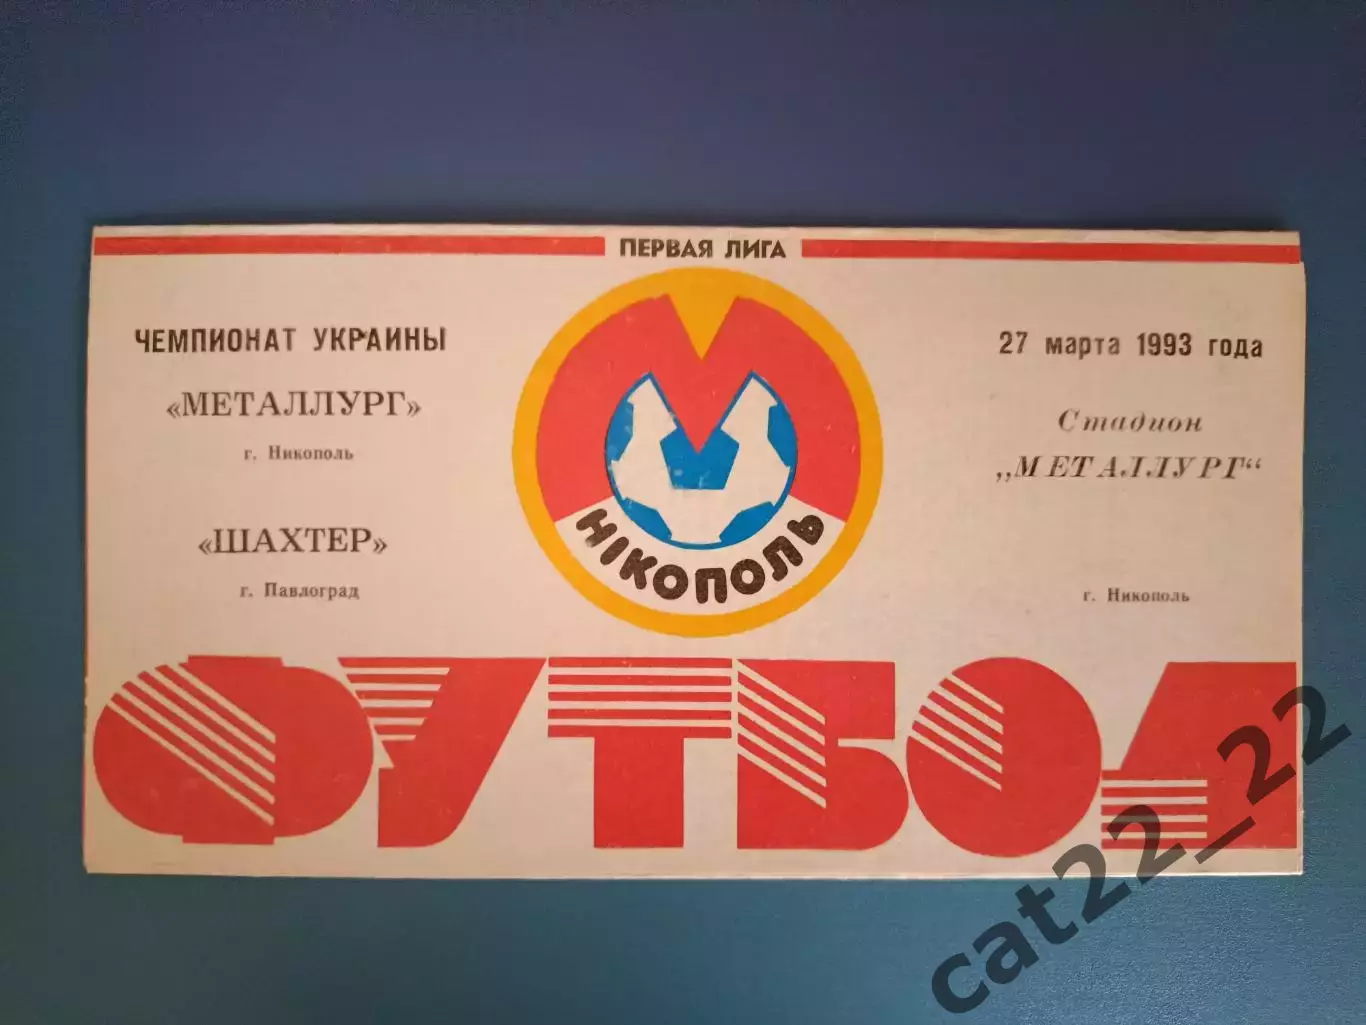 ПЕРВАЯ ЛИГА
ЧЕМПИОНАТ УКРАИНЫ
«МЕТАЛЛУРГ»
г. Никополь
«ШАХТЕР»
г. Павлоград
М
НІКОПОЛЬ
27 марта 1993 года
Стадион
„МЕТАЛЛУРГ“
г. Никополь
ФУТБОЛ
cat22_22